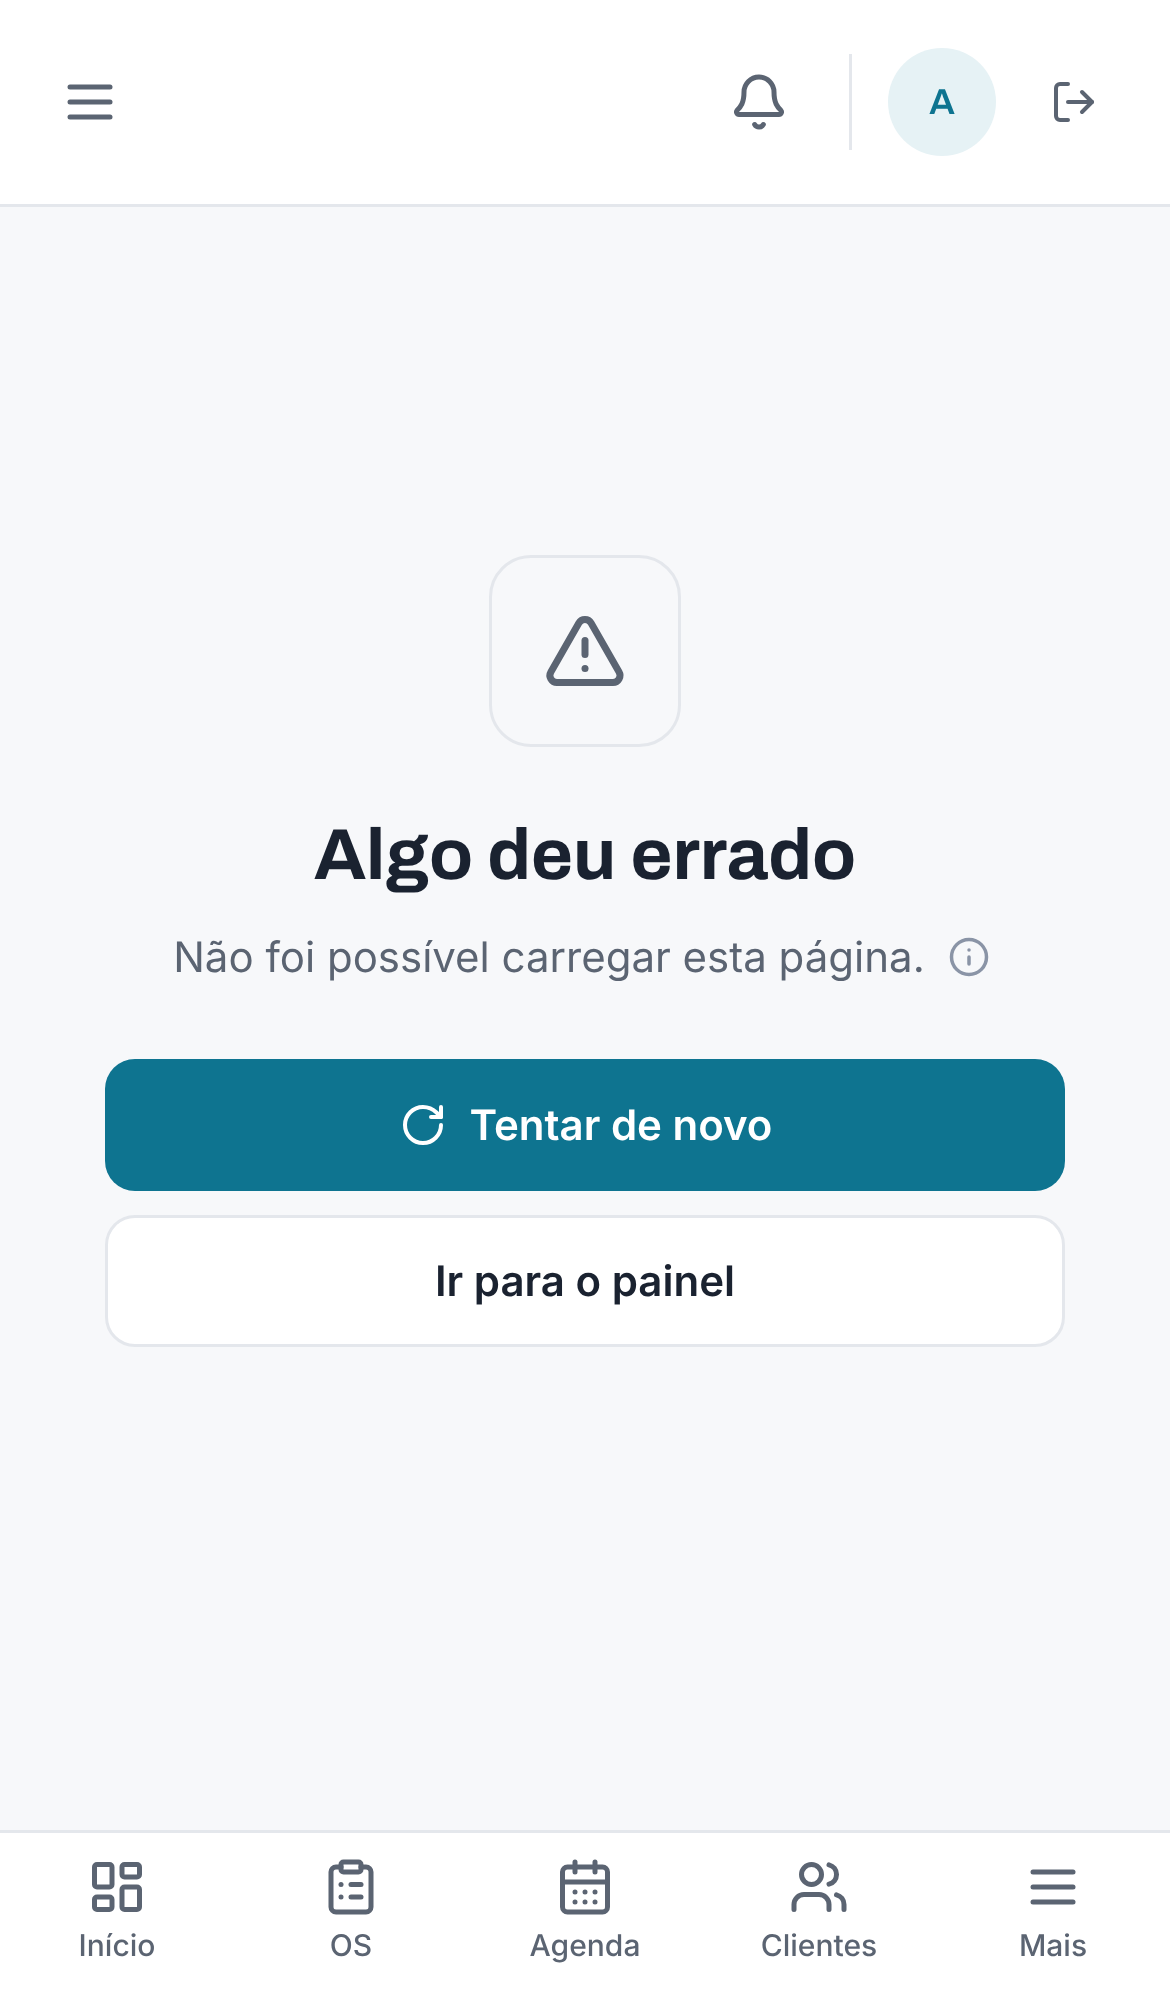 A
Algo deu errado
Não foi possível carregar esta página.
Tentar de novo
Ir para o painel
Início
OS
Agenda
Clientes
Mais